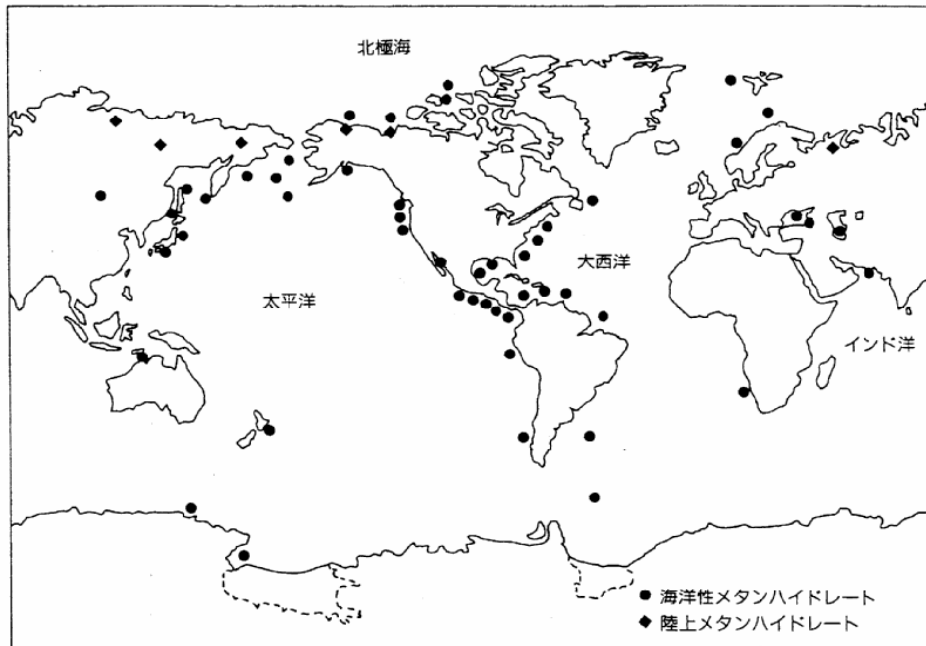 北極海
大西洋
太平洋
インド洋
● 海洋性メタンハイドレート
◆ 陸上メタンハイドレート